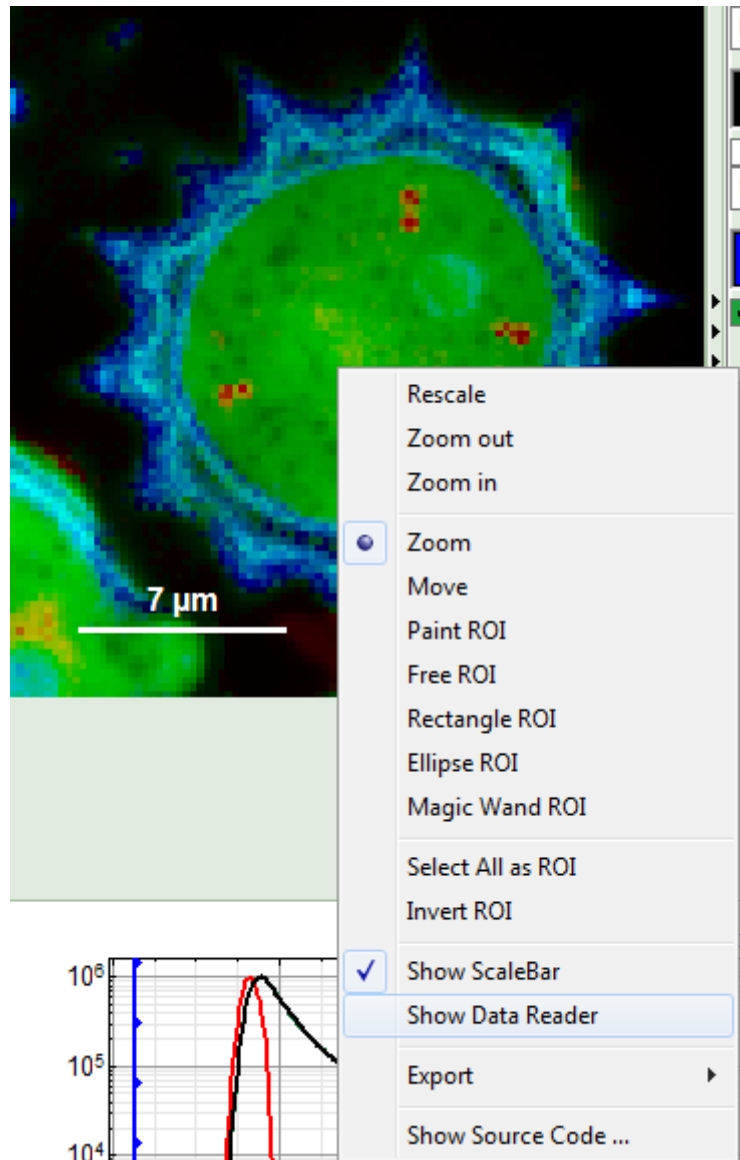 7 µm
Rescale
Zoom out
Zoom in
Zoom
Move
Paint ROI
Free ROI
Rectangle ROI
Ellipse ROI
Magic Wand ROI
Select All as ROI
Invert ROI
Show ScaleBar
Show Data Reader
Export
Show Source Code ...
10⁶
10⁵
10⁴